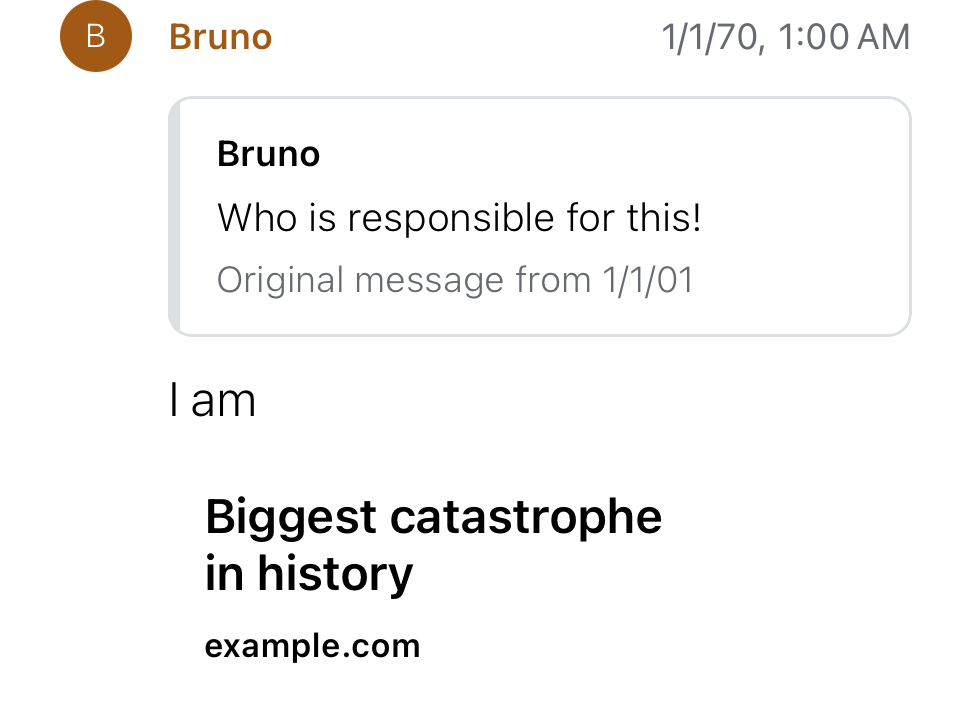 B
Bruno
1/1/70, 1:00 AM
Bruno
Who is responsible for this!
Original message from 1/1/01
I am
Biggest catastrophe
in history
example.com